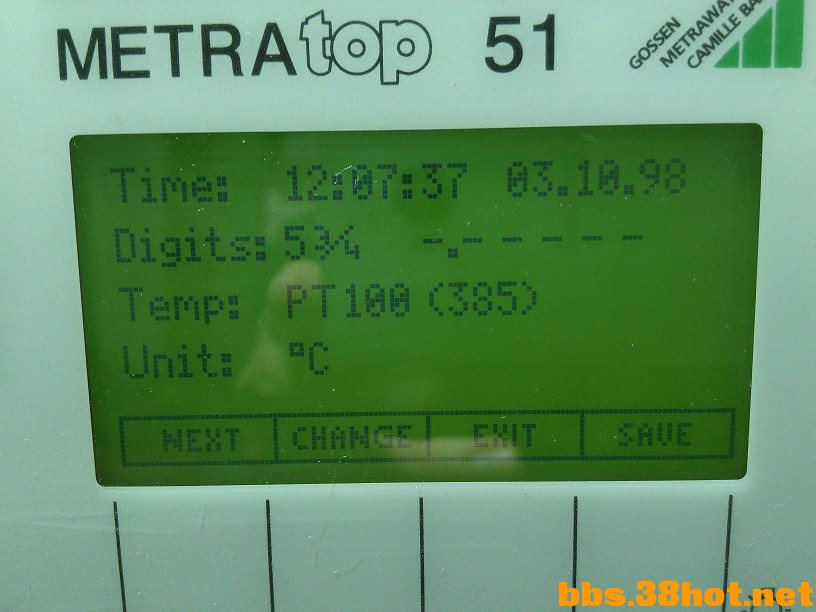 METRAtop 51
GOSSEN
METRAWATT
CAMILLE BA
Time: 12:07:37 03.10.98
Digits: 5¾ -.- - - - -
Temp: PT100 (385)
Unit: °C
NEXT CHANGE EXIT SAVE
bbs.38hot.net